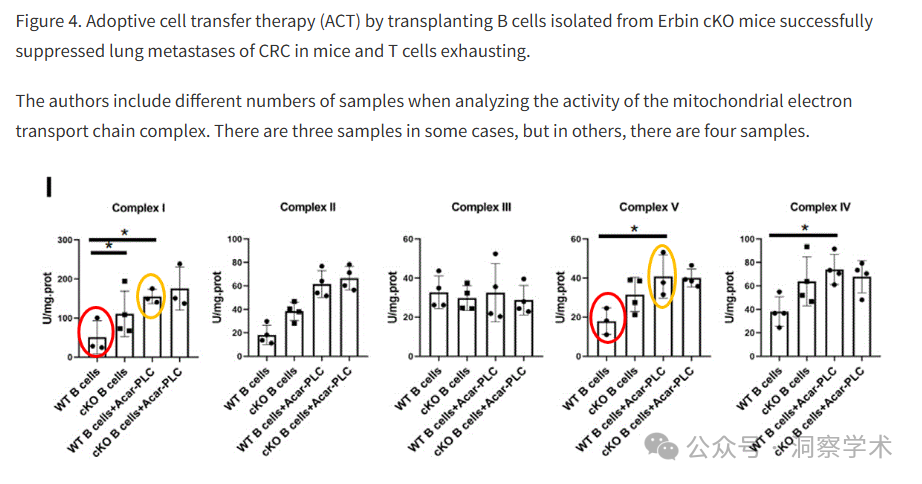 Figure 4. Adoptive cell transfer therapy (ACT) by transplanting B cells isolated from Erbin cKO mice successfully
suppressed lung metastases of CRC in mice and T cells exhausting.
The authors include different numbers of samples when analyzing the activity of the mitochondrial electron
transport chain complex. There are three samples in some cases, but in others, there are four samples.
I
Complex I
U/mg.prot
300
200
100
0
*
*
WT B cells
cKO B cells
WT B cells+Acar-PLC
cKO B cells+Acar-PLC
Complex II
U/mg.prot
100
80
60
40
20
0
WT B cells
cKO B cells
WT B cells+Acar-PLC
cKO B cells+Acar-PLC
Complex III
U/mg.prot
60
40
20
0
WT B cells
cKO B cells
WT B cells+Acar-PLC
cKO B cells+Acar-PLC
Complex V
U/mg.prot
60
40
20
0
*
WT B cells
cKO B cells
WT B cells+Acar-PLC
cKO B cells+Acar-PLC
Complex IV
U/mg.prot
100
80
60
40
20
0
*
WT B cells
cKO B cells
WT B cells+Acar-PLC
cKO B cells+Acar-PLC
公众号 · 洞察学术